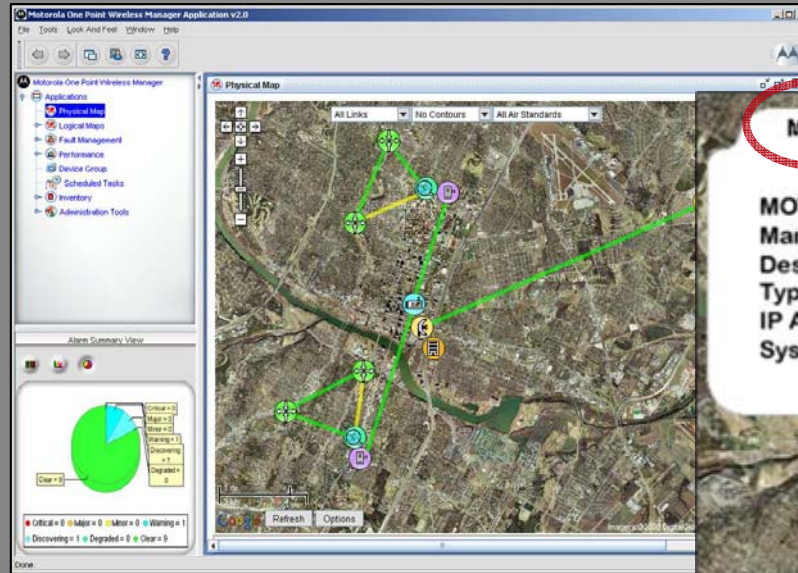 Motorola One Point Wireless Manager Application v2.0
File Tools Look And Feel Window Help
Motorola One Point Wireless Manager
Applications
Physical Map
Logical Maps
Fault Management
Performance
Device Group
Scheduled Tasks
Inventory
Administration Tools
Physical Map
All Links
No Contours
All Air Standards
M
MO
Man
Des
Typ
IP A
Sys
Alarm Summary View
Critical = 0
Major = 0
Minor = 0
Warning = 1
Discovering = 1
Degraded = 0
Clear = 9
Critical = 0 Major = 0 Minor = 0 Warning = 1
Discovering = 1 Degraded = 0 Clear = 9
Google
Refresh
Options
Done